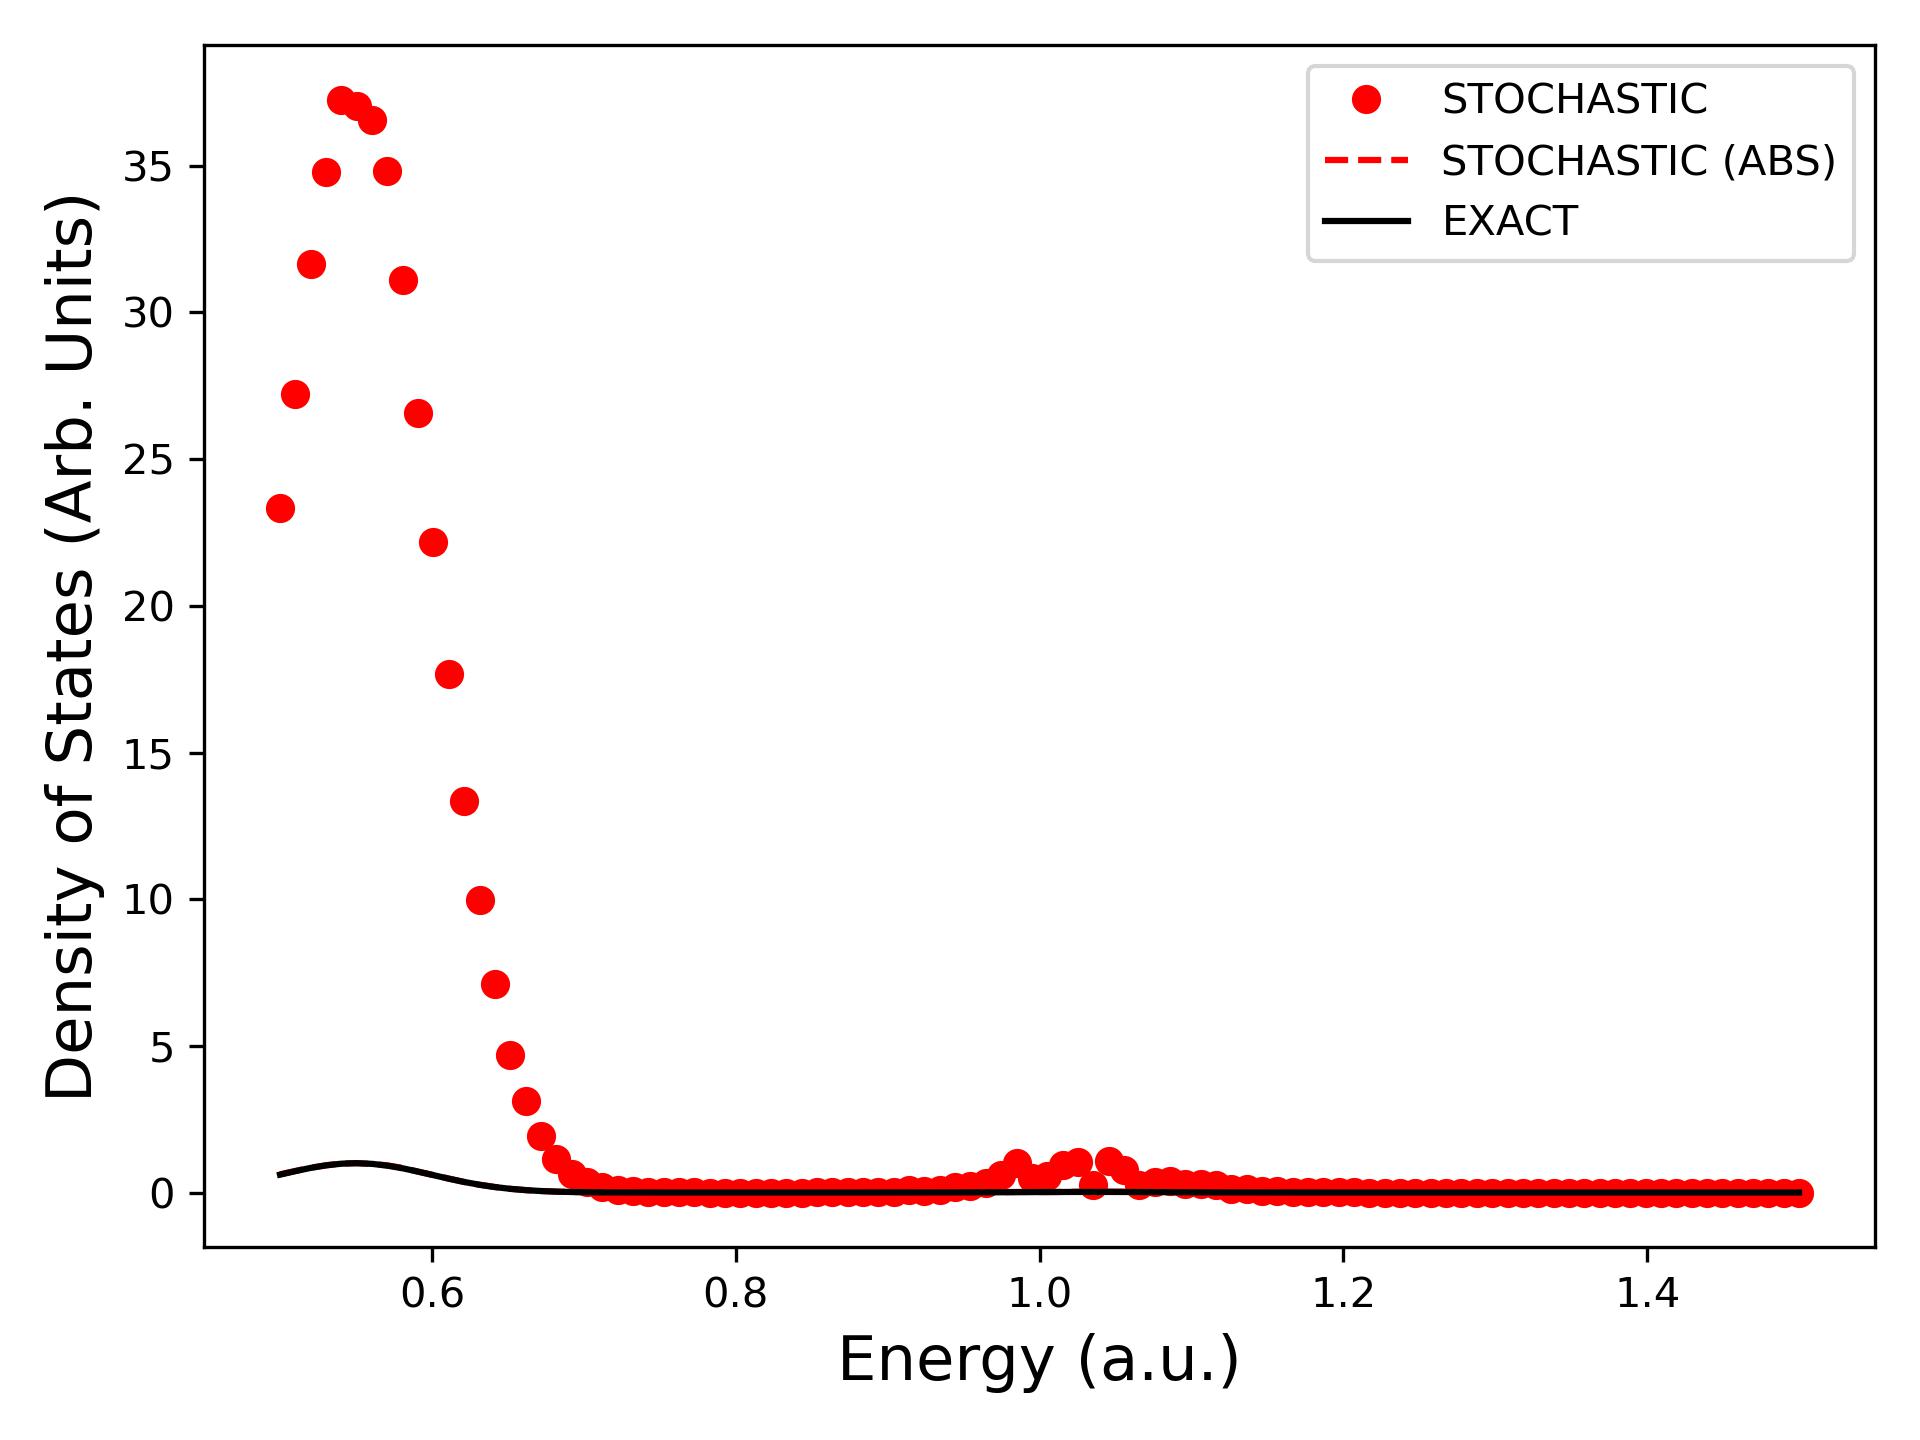 STOCHASTIC
STOCHASTIC (ABS)
EXACT
Density of States (Arb. Units)
35
30
25
20
15
10
5
0
0.6 0.8 1.0 1.2 1.4
Energy (a.u.)